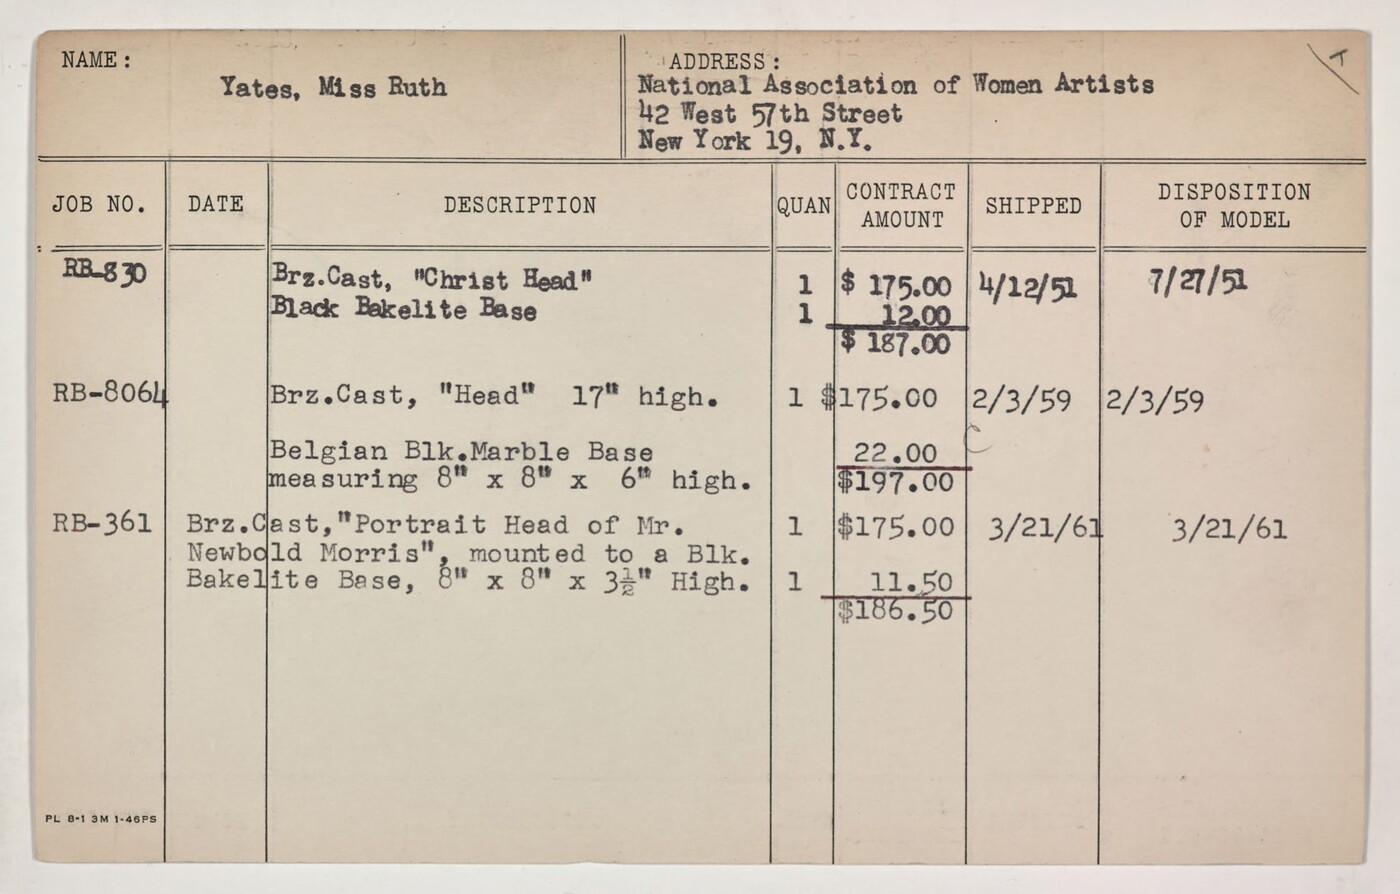 NAME:
Yates, Miss Ruth
ADDRESS:
National Association of Women Artists
42 West 57th Street
New York 19, N.Y.
T
JOB NO. DATE DESCRIPTION QUAN CONTRACT AMOUNT SHIPPED DISPOSITION OF MODEL
RB-830 Brz.Cast, "Christ Head" 1 $ 175.00 4/12/51 7/27/51
Black Bakelite Base 1 12.00
$ 187.00
RB-8064 Brz.Cast, "Head" 17" high. 1 $175.00 2/3/59 2/3/59
Belgian Blk.Marble Base 22.00
measuring 8" x 8" x 6" high. $197.00
RB-361 Brz.Cast,"Portrait Head of Mr. 1 $175.00 3/21/61 3/21/61
Newbold Morris", mounted to a Blk.
Bakelite Base, 8" x 8" x 3½" High. 1 11.50
$186.50
PL 8-1 3M 1-46PS